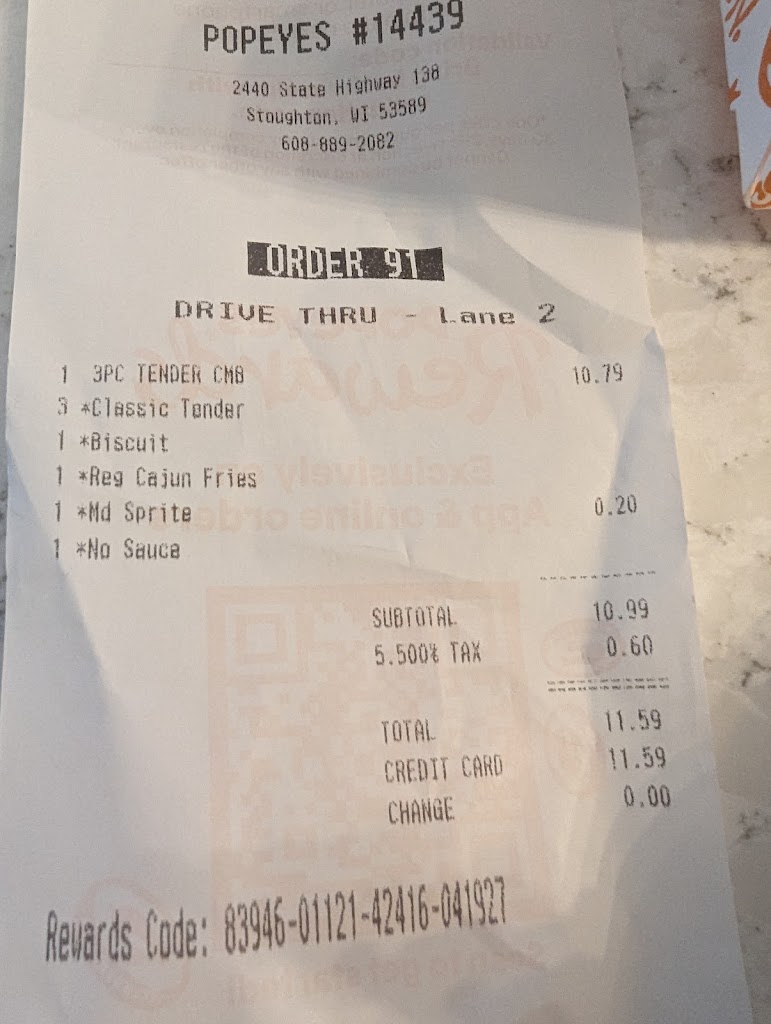 POPEYES #14439
2440 State Highway 138
Stoughton, WI 53589
608-889-2082
ORDER 91
DRIVE THRU - Lane 2
1 3PC TENDER CMB 10.79
3 *Classic Tender
1 *Biscuit
1 *Reg Cajun Fries
1 *Md Sprite 0.20
1 *No Sauce
SUBTOTAL 10.99
5.500% TAX 0.60
TOTAL 11.59
CREDIT CARD 11.59
CHANGE 0.00
Rewards Code: 83946-01121-42416-041927